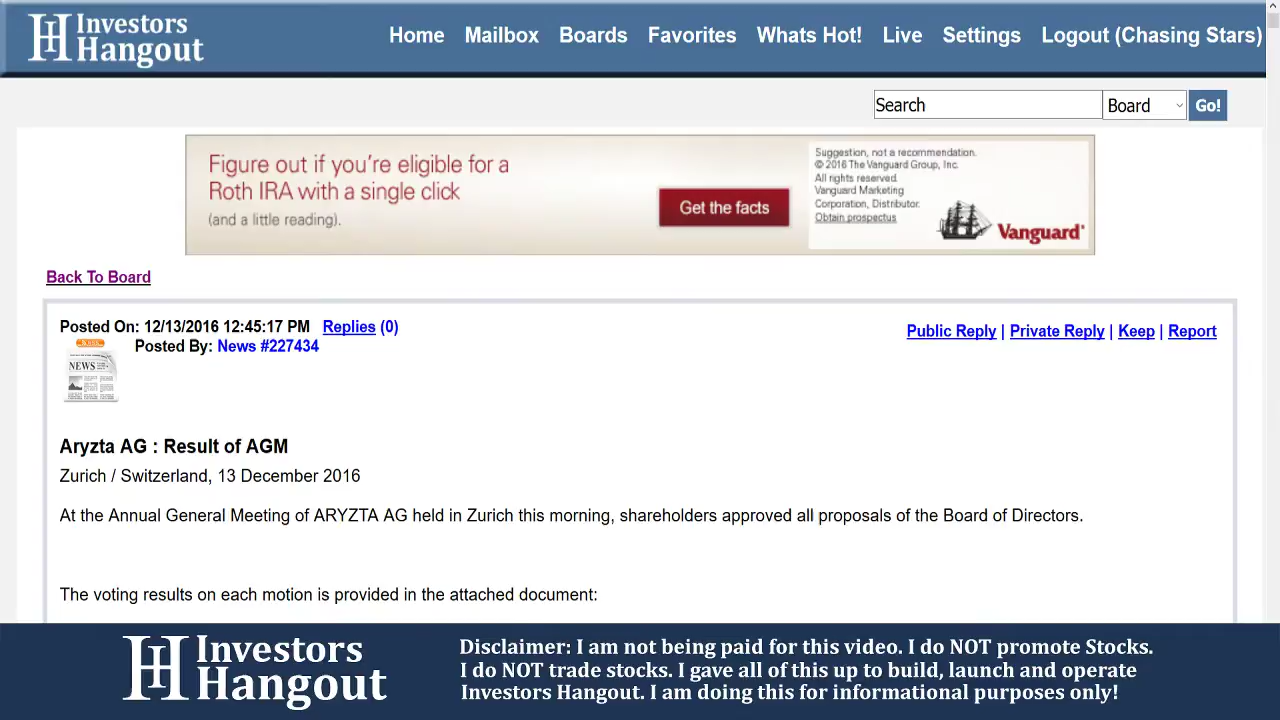 Investors
Hangout
Home Mailbox Boards Favorites Whats Hot! Live Settings Logout (Chasing Stars)
Search Board Go!
Figure out if you're eligible for a
Roth IRA with a single click
(and a little reading).
Get the facts
Suggestion, not a recommendation.
© 2016 The Vanguard Group, Inc.
All rights reserved.
Vanguard Marketing
Corporation, Distributor.
Obtain prospectus
Vanguard
Back To Board
Posted On: 12/13/2016 12:45:17 PM Replies (0)
Public Reply | Private Reply | Keep | Report
Posted By: News #227434
NEWS
Aryzta AG : Result of AGM
Zurich / Switzerland, 13 December 2016
At the Annual General Meeting of ARYZTA AG held in Zurich this morning, shareholders approved all proposals of the Board of Directors.
The voting results on each motion is provided in the attached document:
Investors
Hangout
Disclaimer: I am not being paid for this video. I do NOT promote Stocks.
I do NOT trade stocks. I gave all of this up to build, launch and operate
Investors Hangout. I am doing this for informational purposes only!